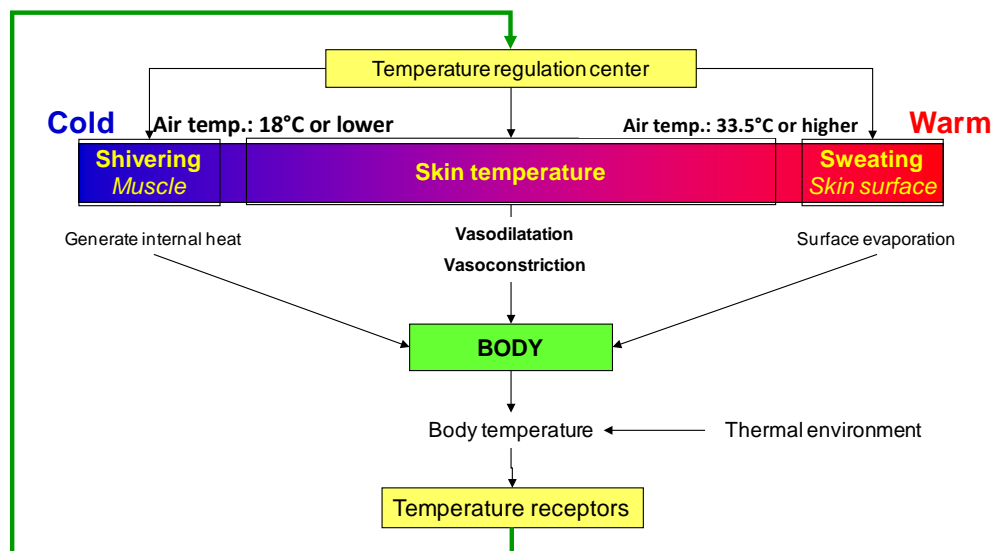 Temperature regulation center
Cold
Air temp.: 18°C or lower
Air temp.: 33.5°C or higher
Warm
Shivering
Muscle
Skin temperature
Sweating
Skin surface
Generate internal heat
Vasodilatation
Vasoconstriction
Surface evaporation
BODY
Body temperature
Thermal environment
Temperature receptors